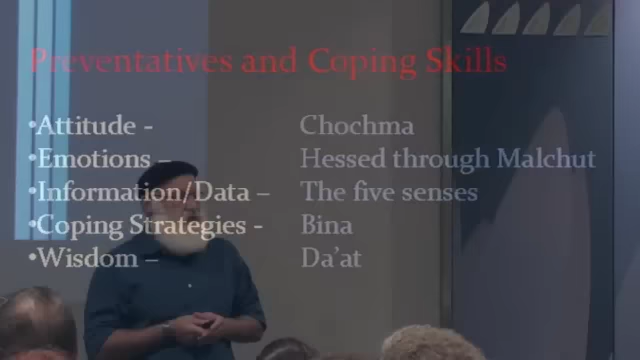 Preventatives and Coping Skills
•Attitude - Chochma
•Emotions – Hessed through Malchut
•Information/Data – The five senses
•Coping Strategies - Bina
•Wisdom – Da'at